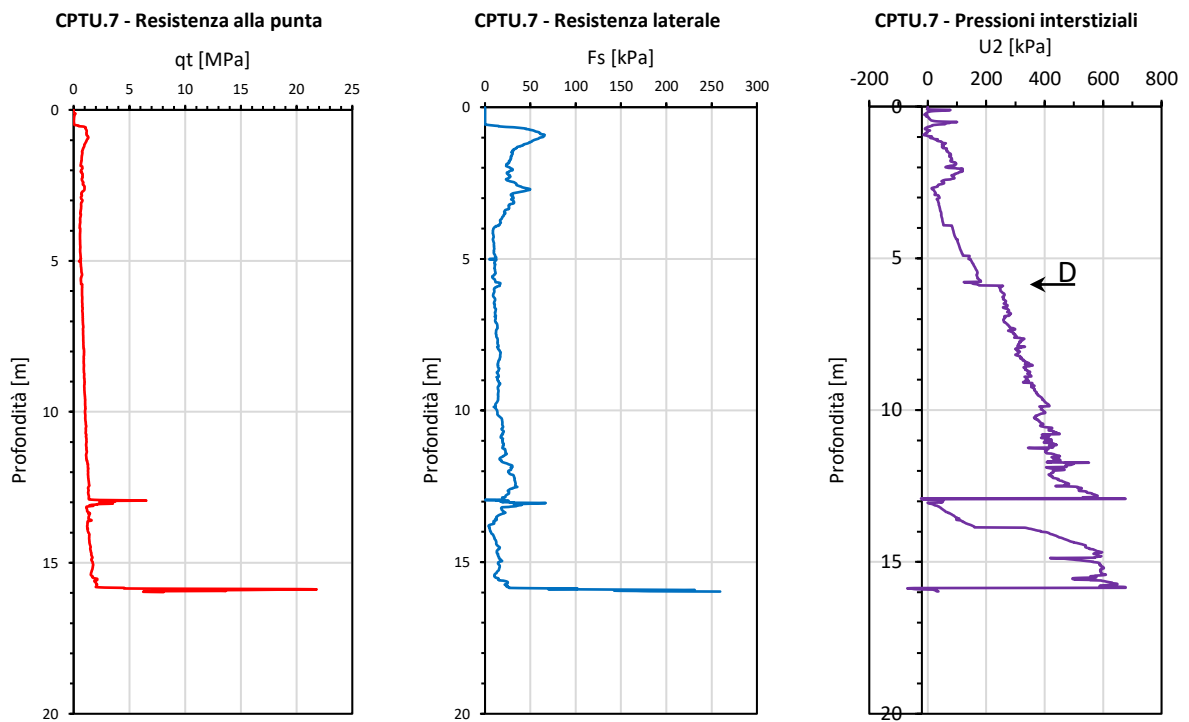 CPTU.7 - Resistenza alla punta
qt [MPa]
0 5 10 15 20 25
0
5
10
15
20
Profondità [m]
CPTU.7 - Resistenza laterale
Fs [kPa]
0 50 100 150 200 250 300
0
5
10
15
20
Profondità [m]
CPTU.7 - Pressioni interstiziali
U2 [kPa]
-200 0 200 400 600 800
0
5
10
15
20
Profondità [m]
D